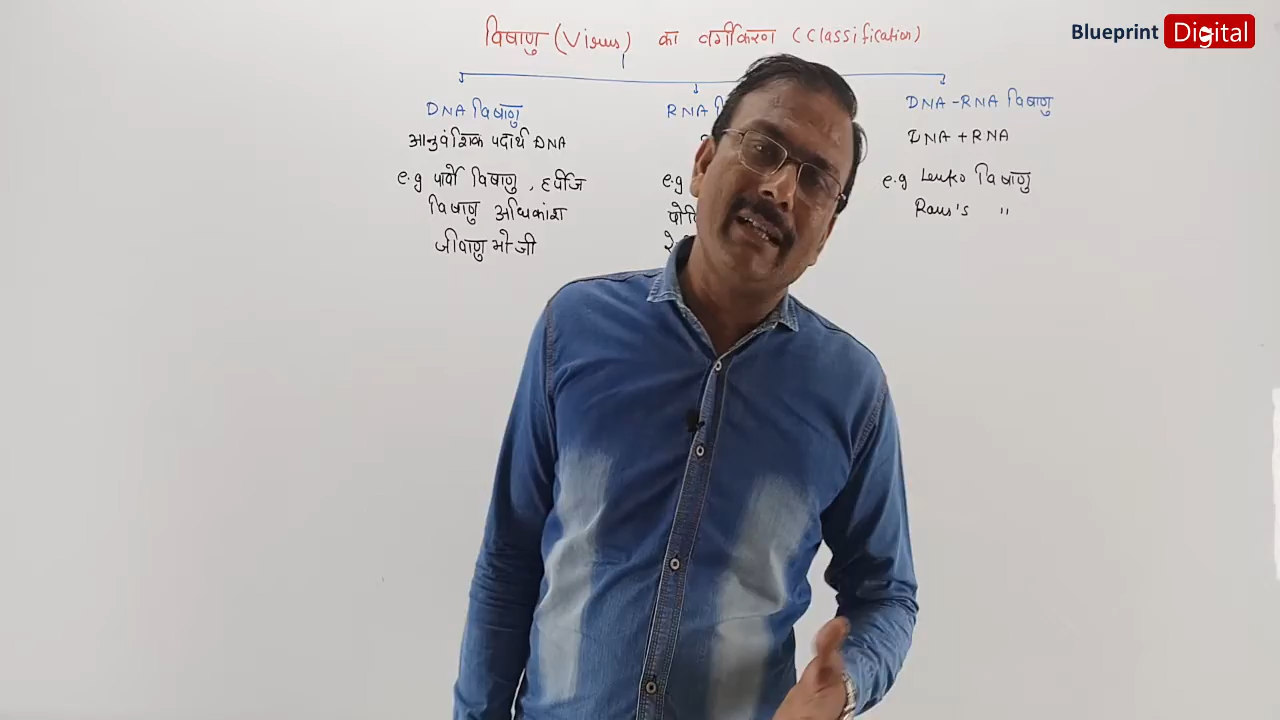 Blueprint Digital
विषाणु (Virus) का वर्गीकरण (Classification)
DNA विषाणु
आनुवंशिक पदार्थ DNA
e.g पार्वो विषाणु, हर्पीज
विषाणु अधिकांश
जीवाणु भोजी
RNA
e.g
DNA-RNA विषाणु
DNA + RNA
e.g Leuko विषाणु
Rous's "